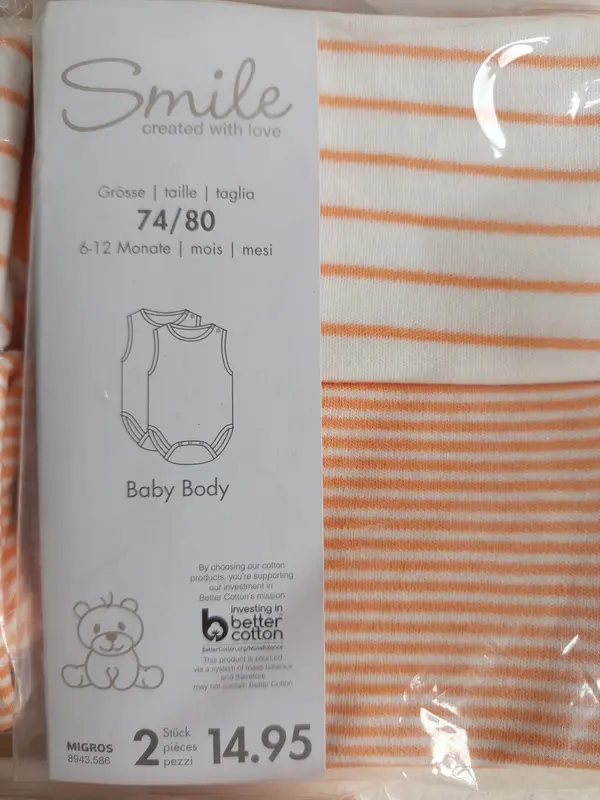 Smile
created with love
Grösse | taille | taglia
74/80
6-12 Monate | mois | mesi
Baby Body
By choosing our cotton
products, you're supporting
our investment in
Better Cotton's mission
investing in
better
cotton
BetterCotton.org/MassBalance
This product is sourced
via a system of mass balance
and therefore
may not contain Better Cotton
MIGROS
8943.586
2 Stück
pièces
pezzi
14.95